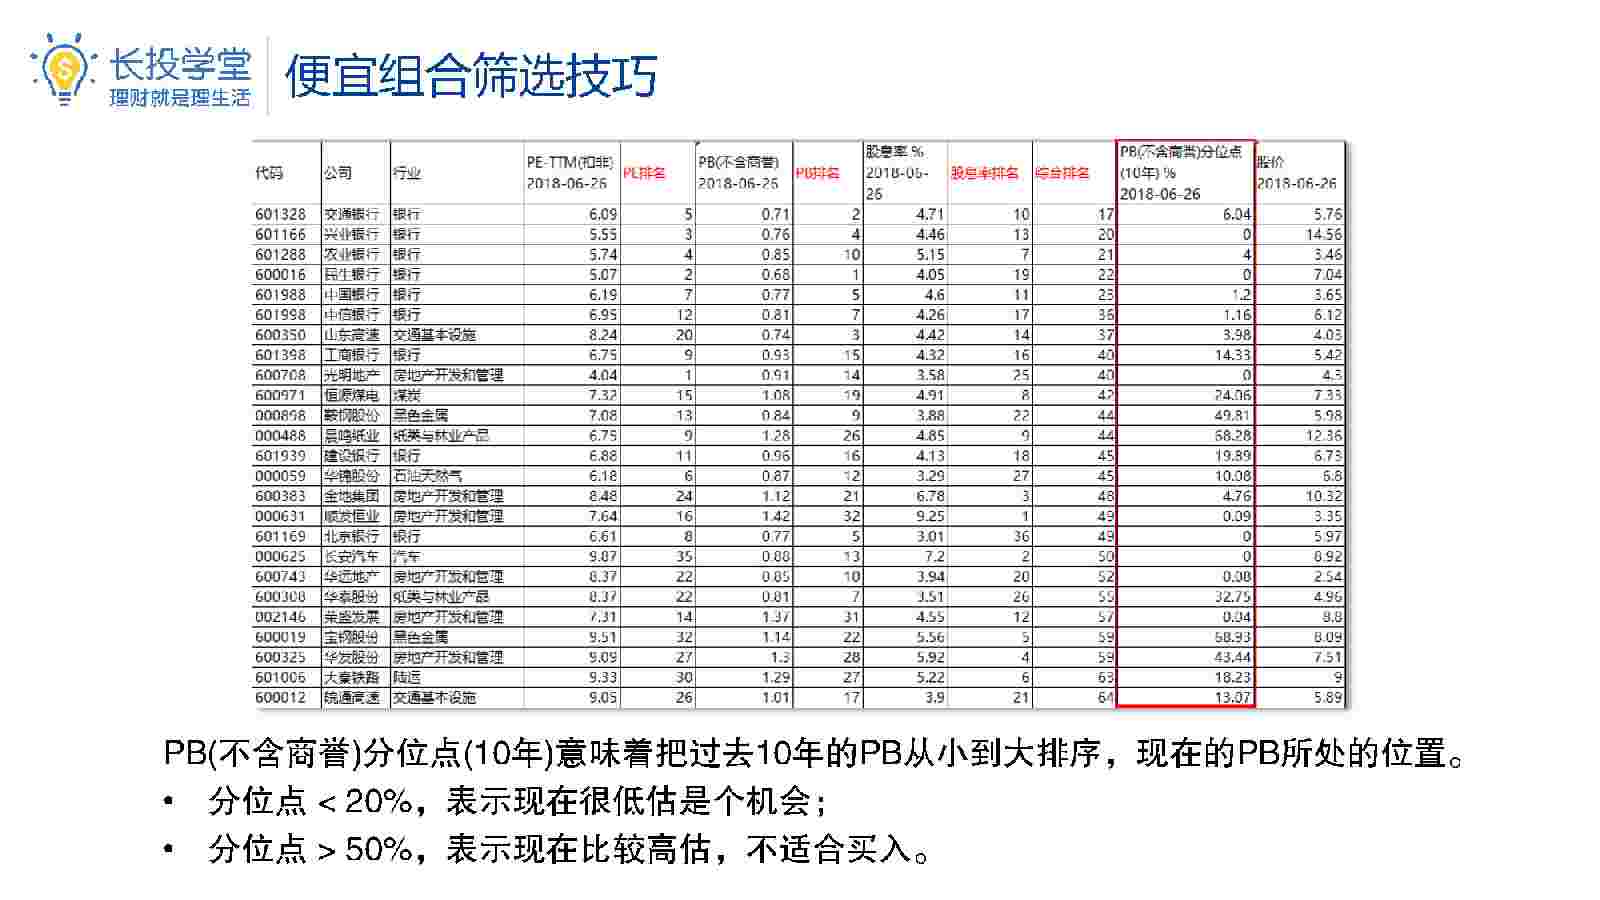 长投学堂
理财就是理生活
便宜组合筛选技巧
代码 公司 行业 PE-TTM(扣非) 2018-06-26 PE排名 PB(不含商誉) 2018-06-26 PB排名 股息率 % 2018-06-26 股息率排名 综合排名 PB(不含商誉)分位点(10年) % 2018-06-26 股价 2018-06-26
601328 交通银行 银行 6.09 5 0.71 2 4.71 10 17 6.04 5.76
601166 兴业银行 银行 5.55 3 0.76 4 4.46 13 20 0 14.56
601288 农业银行 银行 5.74 4 0.85 10 5.15 7 21 4 3.46
600016 民生银行 银行 5.07 2 0.68 1 4.05 19 22 0 7.04
601988 中国银行 银行 6.19 7 0.77 5 4.6 11 23 1.2 3.65
601998 中信银行 银行 6.95 12 0.81 7 4.26 17 36 1.16 6.12
600350 山东高速 交通基本设施 8.24 20 0.74 3 4.42 14 37 3.98 4.03
601398 工商银行 银行 6.75 9 0.93 15 4.32 16 40 14.33 5.42
600708 光明地产 房地产开发和管理 4.04 1 0.91 14 3.58 25 40 0 4.3
600971 恒源煤电 煤炭 7.32 15 1.08 19 4.91 8 42 24.06 7.33
000898 鞍钢股份 黑色金属 7.08 13 0.84 9 3.88 22 44 49.81 5.98
000488 晨鸣纸业 纸类与林业产品 6.75 9 1.28 26 4.85 9 44 68.28 12.36
601939 建设银行 银行 6.88 11 0.96 16 4.13 18 45 19.89 6.73
000059 华锦股份 石油天然气 6.18 6 0.87 12 3.29 27 45 10.08 6.8
600383 金地集团 房地产开发和管理 8.48 24 1.12 21 6.78 3 48 4.76 10.32
000631 顺发恒业 房地产开发和管理 7.64 16 1.42 32 9.25 1 49 0.09 3.35
601169 北京银行 银行 6.61 8 0.77 5 3.01 36 49 0 5.97
000625 长安汽车 汽车 9.87 35 0.88 13 7.2 2 50 0 8.92
600743 华远地产 房地产开发和管理 8.37 22 0.85 10 3.94 20 52 0.08 2.54
600308 华泰股份 纸类与林业产品 8.37 22 0.81 7 3.51 26 55 32.75 4.96
002146 荣盛发展 房地产开发和管理 7.31 14 1.37 31 4.55 12 57 0.04 8.8
600019 宝钢股份 黑色金属 9.51 32 1.14 22 5.56 5 59 68.93 8.09
600325 华发股份 房地产开发和管理 9.09 27 1.3 28 5.92 4 59 43.44 7.51
601006 大秦铁路 陆运 9.33 30 1.29 27 5.22 6 63 18.23 9
600012 皖通高速 交通基本设施 9.05 26 1.01 17 3.9 21 64 13.07 5.89
PB(不含商誉)分位点(10年)意味着把过去10年的PB从小到大排序，现在的PB所处的位置。
• 分位点 < 20%，表示现在很低估是个机会；
• 分位点 > 50%，表示现在比较高估，不适合买入。